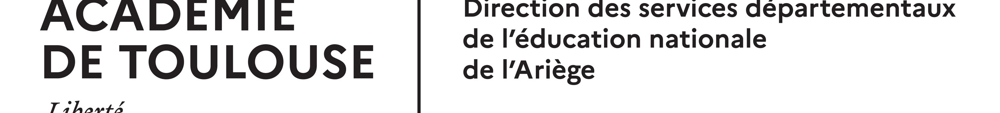 ACADÉMIE
DE TOULOUSE
Liberté
Direction des services départementaux
de l’éducation nationale
de l’Ariège